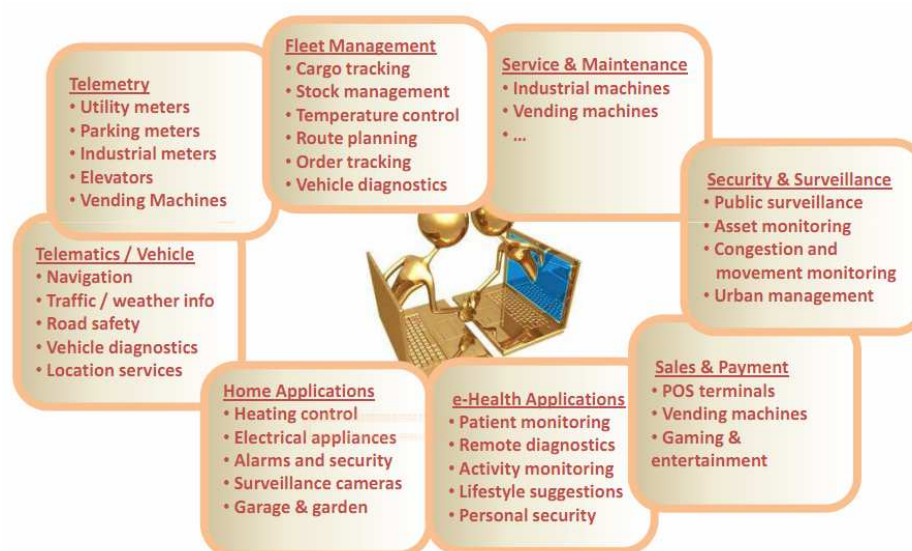 Fleet Management
• Cargo tracking
• Stock management
• Temperature control
• Route planning
• Order tracking
• Vehicle diagnostics
Service & Maintenance
• Industrial machines
• Vending machines
• ...
Telemetry
• Utility meters
• Parking meters
• Industrial meters
• Elevators
• Vending Machines
Security & Surveillance
• Public surveillance
• Asset monitoring
• Congestion and
movement monitoring
• Urban management
Telematics / Vehicle
• Navigation
• Traffic / weather info
• Road safety
• Vehicle diagnostics
• Location services
Sales & Payment
• POS terminals
• Vending machines
• Gaming &
entertainment
Home Applications
• Heating control
• Electrical appliances
• Alarms and security
• Surveillance cameras
• Garage & garden
e-Health Applications
• Patient monitoring
• Remote diagnostics
• Activity monitoring
• Lifestyle suggestions
• Personal security